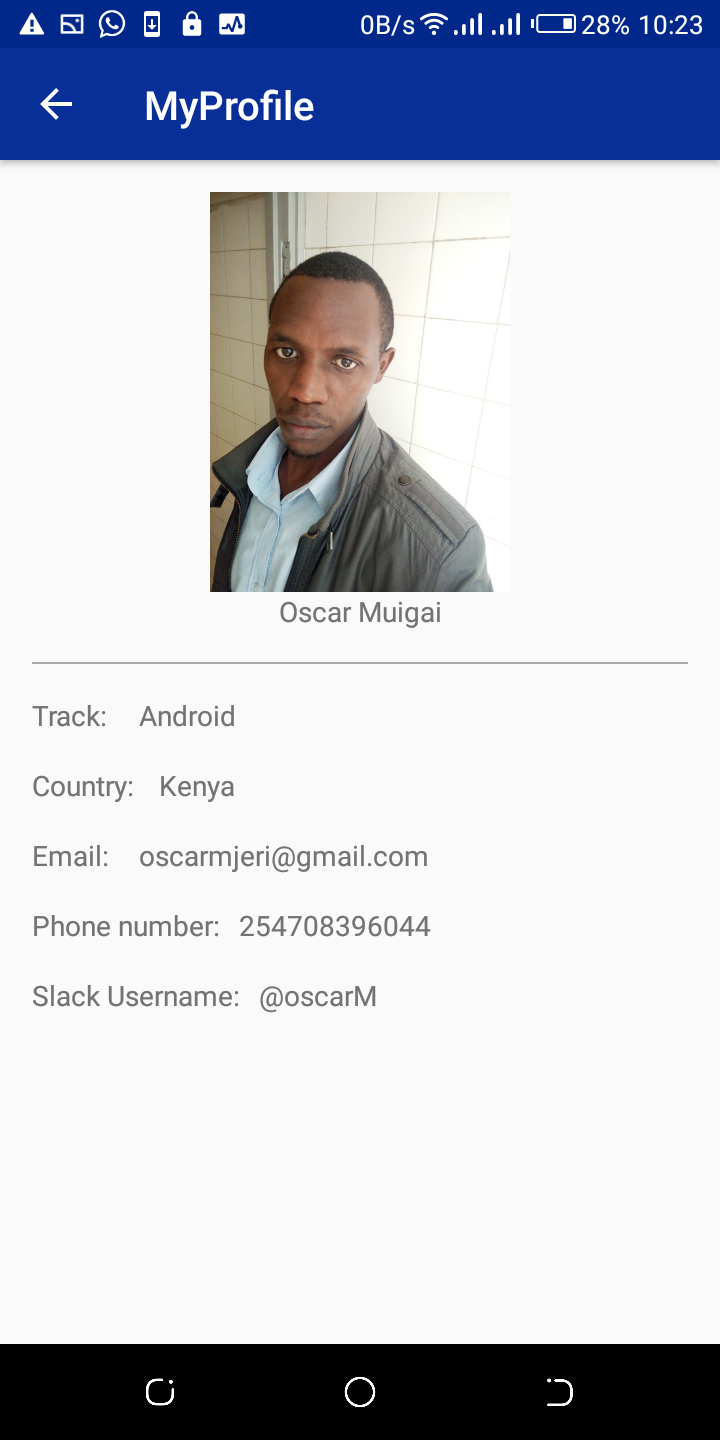 0B/s 28% 10:23
MyProfile
Oscar Muigai
Track: Android
Country: Kenya
Email: oscarmjeri@gmail.com
Phone number: 254708396044
Slack Username: @oscarM